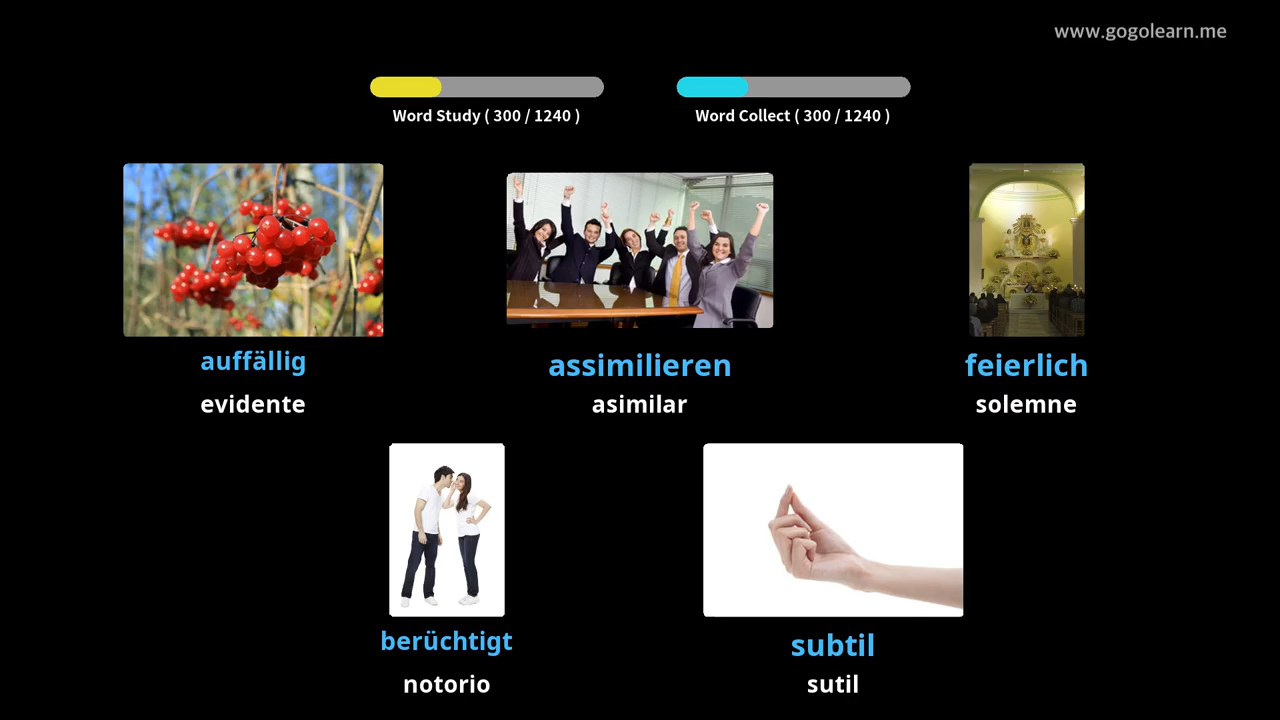 www.gogolearn.me
Word Study ( 300 / 1240 )
Word Collect ( 300 / 1240 )
auffällig
evidente
assimilieren
asimilar
feierlich
solemne
berüchtigt
notorio
subtil
sutil